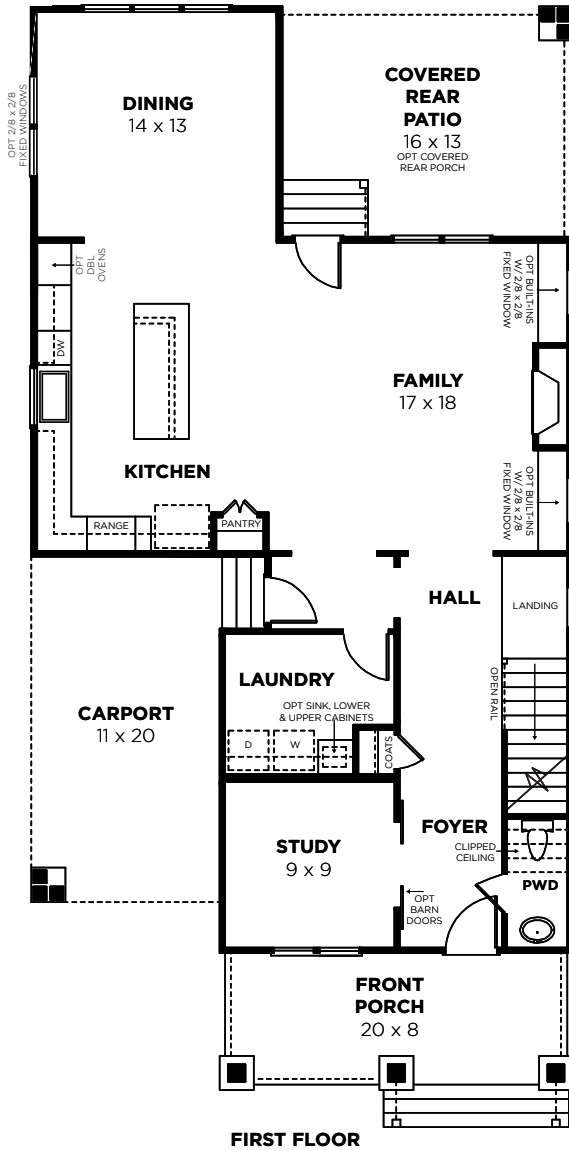 COVERED
REAR
PATIO
16 x 13
OPT COVERED
REAR PORCH
DINING
14 x 13
OPT 2/8 x 2/8
FIXED WINDOWS
OPT
DBL
OVENS
OPT BUILT-INS
W/ 2/8 x 2/8
FIXED WINDOW
DW
FAMILY
17 x 18
KITCHEN
OPT BUILT-INS
W/ 2/8 x 2/8
FIXED WINDOW
RANGE
PANTRY
HALL
LANDING
LAUNDRY
OPT SINK, LOWER
& UPPER CABINETS
OPEN RAIL
CARPORT
11 x 20
D
W
COATS
FOYER
STUDY
9 x 9
CLIPPED
CEILING
PWD
OPT
BARN
DOORS
FRONT
PORCH
20 x 8
FIRST FLOOR